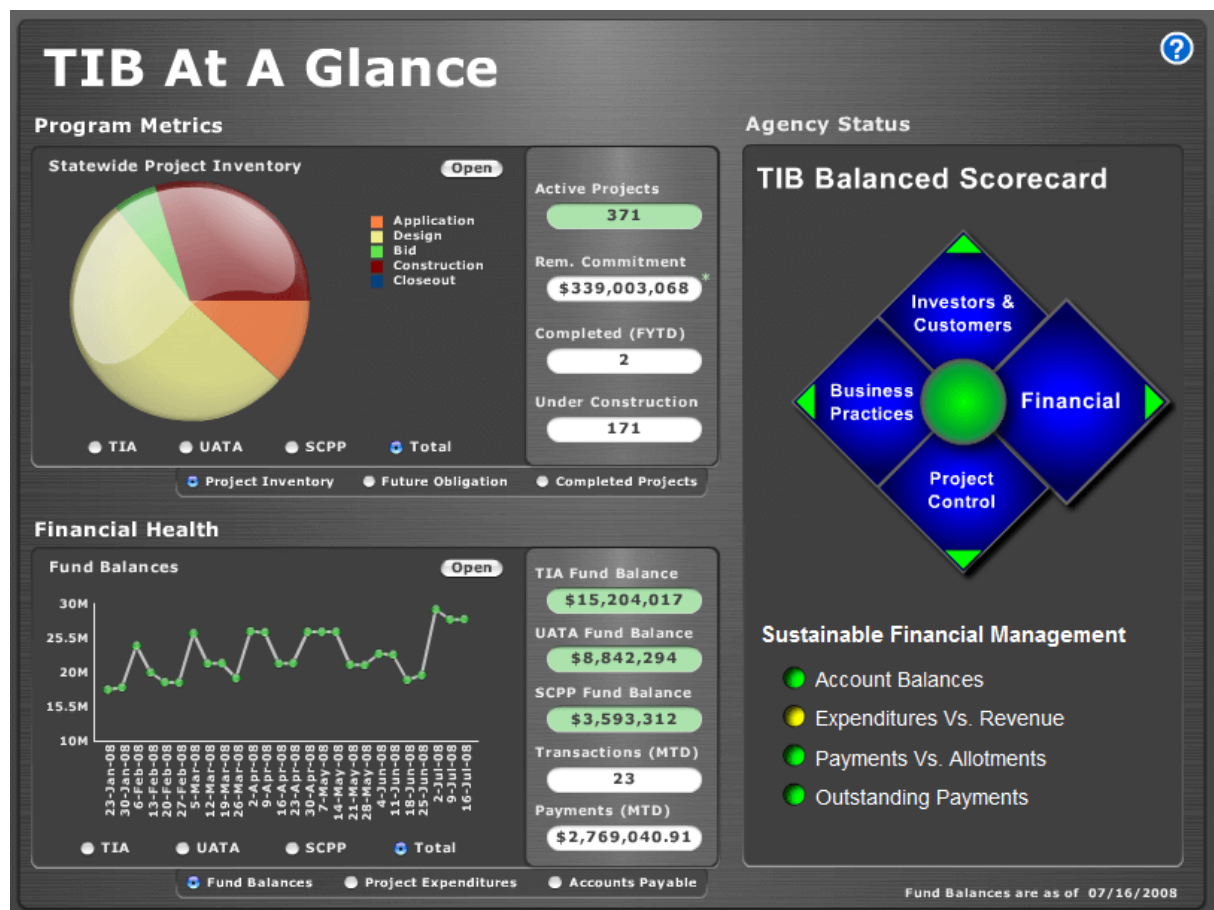 TIB At A Glance
?
Program Metrics
Statewide Project Inventory
Open
Application
Design
Bid
Construction
Closeout
TIA
UATA
SCPP
Total
Active Projects
371
Rem. Commitment
$339,003,068 *
Completed (FYTD)
2
Under Construction
171
Project Inventory
Future Obligation
Completed Projects
Financial Health
Fund Balances
Open
30M
25.5M
20M
15.5M
10M
23-Jan-08
30-Jan-08
6-Feb-08
13-Feb-08
20-Feb-08
27-Feb-08
5-Mar-08
12-Mar-08
19-Mar-08
26-Mar-08
2-Apr-08
9-Apr-08
16-Apr-08
23-Apr-08
30-Apr-08
7-May-08
14-May-08
21-May-08
28-May-08
4-Jun-08
11-Jun-08
18-Jun-08
25-Jun-08
2-Jul-08
9-Jul-08
16-Jul-08
TIA
UATA
SCPP
Total
TIA Fund Balance
$15,204,017
UATA Fund Balance
$8,842,294
SCPP Fund Balance
$3,593,312
Transactions (MTD)
23
Payments (MTD)
$2,769,040.91
Fund Balances
Project Expenditures
Accounts Payable
Agency Status
TIB Balanced Scorecard
Investors &
Customers
Business
Practices
Financial
Project
Control
Sustainable Financial Management
Account Balances
Expenditures Vs. Revenue
Payments Vs. Allotments
Outstanding Payments
Fund Balances are as of 07/16/2008